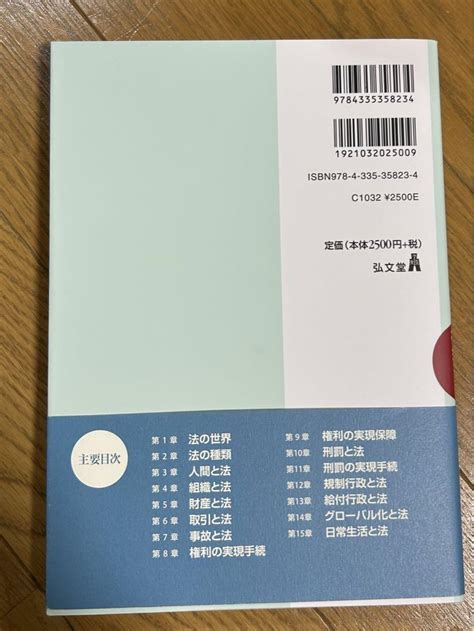 9784335358234
1921032025009
ISBN978-4-335-35823-4
C1032 ¥2500E
定価(本体2500円+税)
弘文堂
主要目次
第1章 法の世界
第2章 法の種類
第3章 人間と法
第4章 組織と法
第5章 財産と法
第6章 取引と法
第7章 事故と法
第8章 権利の実現手続
第9章 権利の実現保障
第10章 刑罰と法
第11章 刑罰の実現手続
第12章 規制行政と法
第13章 給付行政と法
第14章 グローバル化と法
第15章 日常生活と法